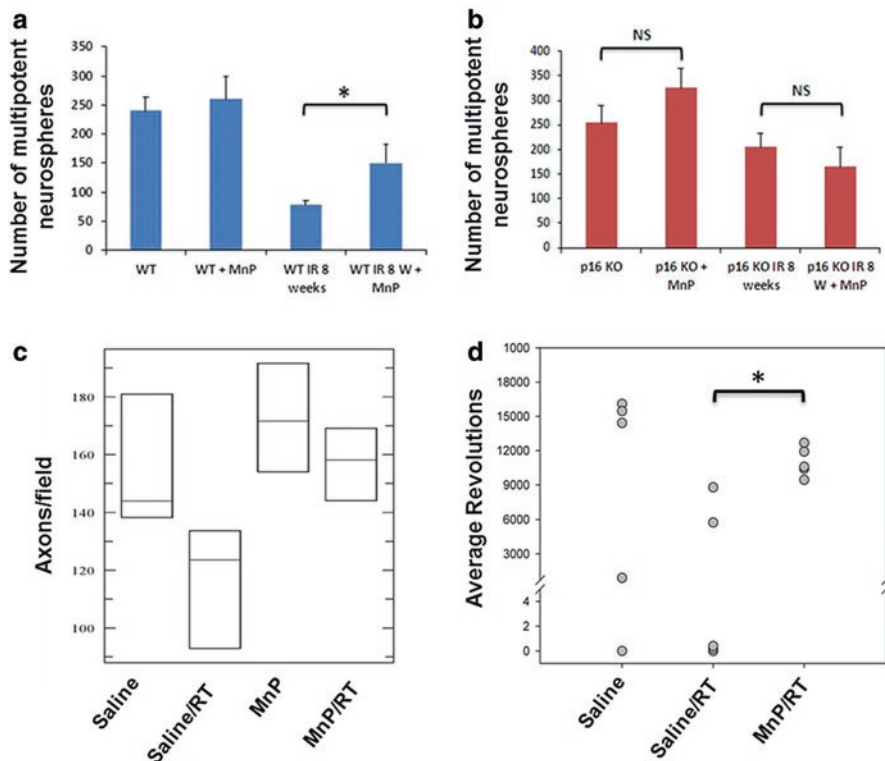 a
Number of multipotent
neurospheres
350
300
250
200
150
100
50
0
*
WT
WT + MnP
WT IR 8
weeks
WT IR 8 W +
MnP
b
Number of multipotent
neurospheres
400
350
300
250
200
150
100
50
0
NS
NS
p16 KO
p16 KO +
MnP
p16 KO IR 8
weeks
p16 KO IR 8
W + MnP
c
Axons/field
180
160
140
120
100
Saline
Saline/RT
MnP
MnP/RT
d
Average Revolutions
1000
18000
15000
12000
9000
6000
3000
4
2
0
*
Saline
Saline/RT
MnP/RT